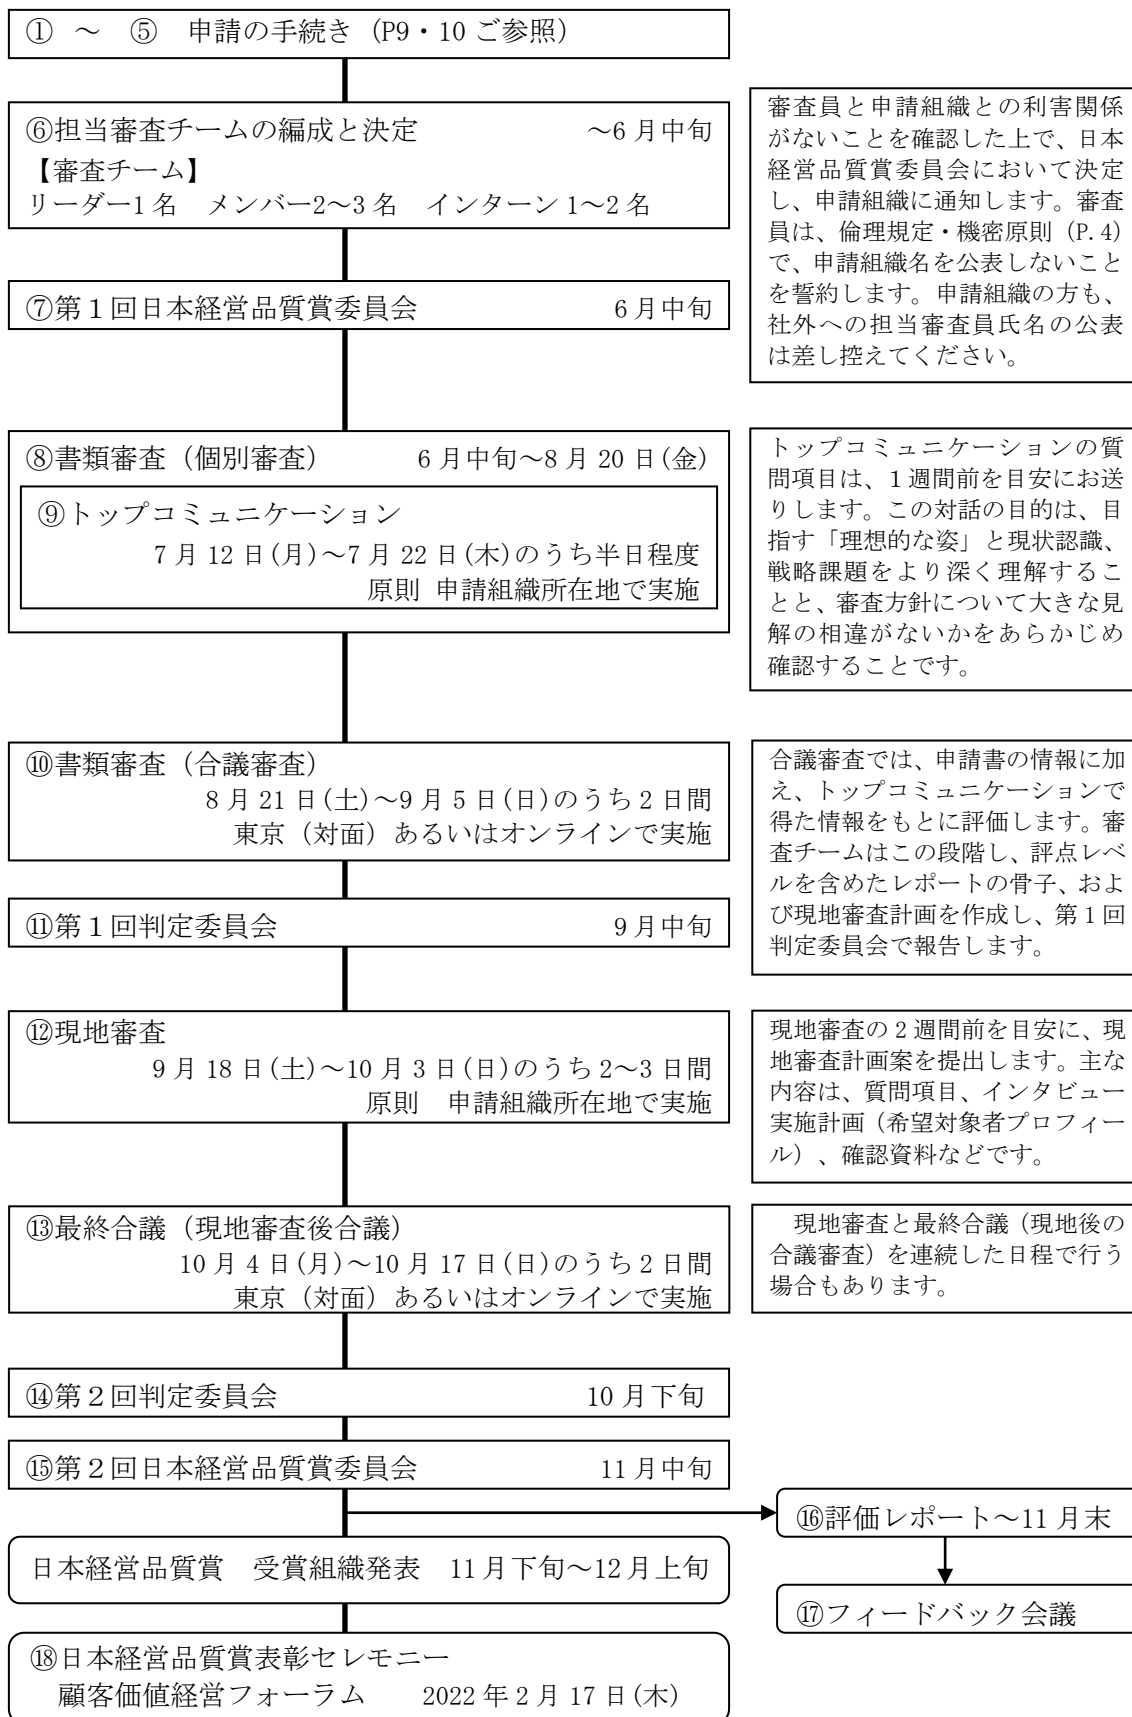 ① ～ ⑤ 申請の手続き (P9・10 ご参照)
⑥担当審査チームの編成と決定 ～6月中旬
【審査チーム】
リーダー1名 メンバー2～3名 インターン1～2名
審査員と申請組織との利害関係
がないことを確認した上で、日本
経営品質賞委員会において決定
し、申請組織に通知します。審査
員は、倫理規定・機密原則（P.4）
で、申請組織名を公表しないこと
を誓約します。申請組織の方も、
社外への担当審査員氏名の公表
は差し控えてください。
⑦第1回日本経営品質賞委員会 6月中旬
⑧書類審査（個別審査） 6月中旬～8月20日(金)
⑨トップコミュニケーション
7月12日(月)～7月22日(木)のうち半日程度
原則 申請組織所在地で実施
トップコミュニケーションの質
問項目は、1週間前を目安にお送
りします。この対話の目的は、目
指す「理想的な姿」と現状認識、
戦略課題をより深く理解するこ
とと、審査方針について大きな見
解の相違がないかをあらかじめ
確認することです。
⑩書類審査（合議審査）
8月21日(土)～9月5日(日)のうち2日間
東京（対面）あるいはオンラインで実施
合議審査では、申請書の情報に加
え、トップコミュニケーションで
得た情報をもとに評価します。審
査チームはこの段階し、評点レベ
ルを含めたレポートの骨子、およ
び現地審査計画を作成し、第1回
判定委員会で報告します。
⑪第1回判定委員会 9月中旬
⑫現地審査
9月18日(土)～10月3日(日)のうち2～3日間
原則 申請組織所在地で実施
現地審査の2週間前を目安に、現
地審査計画案を提出します。主な
内容は、質問項目、インタビュー
実施計画（希望対象者プロフィー
ル）、確認資料などです。
⑬最終合議（現地審査後合議）
10月4日(月)～10月17日(日)のうち2日間
東京（対面）あるいはオンラインで実施
現地審査と最終合議（現地後の
合議審査）を連続した日程で行う
場合もあります。
⑭第2回判定委員会 10月下旬
⑮第2回日本経営品質賞委員会 11月中旬
⑯評価レポート～11月末
日本経営品質賞 受賞組織発表 11月下旬～12月上旬
⑰フィードバック会議
⑱日本経営品質賞表彰セレモニー
顧客価値経営フォーラム 2022年2月17日(木)